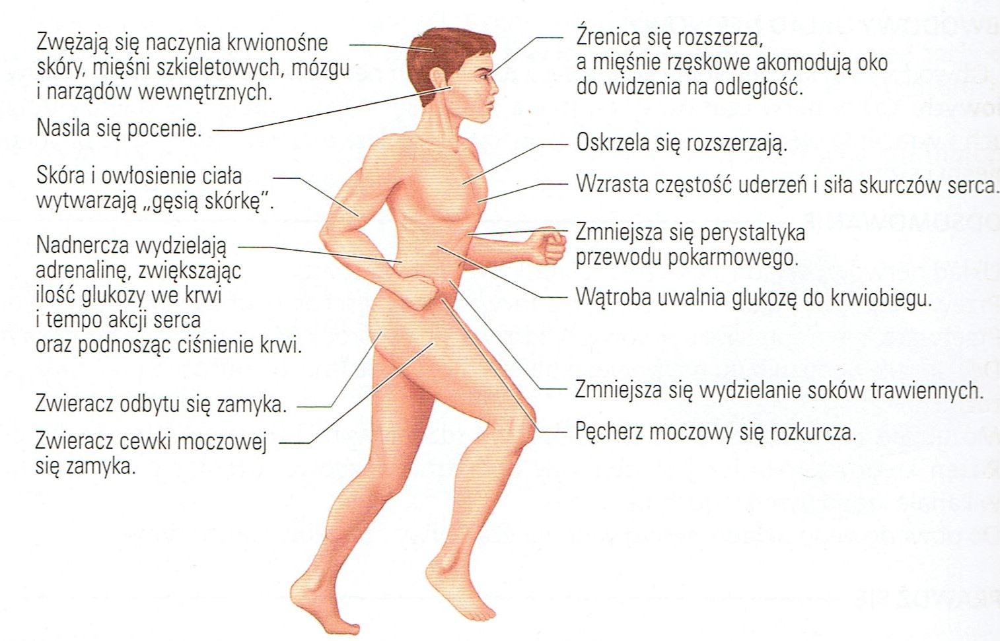 Zwężają się naczynia krwionośne
skóry, mięśni szkieletowych, mózgu
i narządów wewnętrznych.
Nasila się pocenie.
Skóra i owłosienie ciała
wytwarzają „gęsią skórkę”.
Nadnercza wydzielają
adrenalinę, zwiększając
ilość glukozy we krwi
i tempo akcji serca
oraz podnosząc ciśnienie krwi.
Zwieracz odbytu się zamyka.
Zwieracz cewki moczowej
się zamyka.
Źrenica się rozszerza,
a mięśnie rzęskowe akomodują oko
do widzenia na odległość.
Oskrzela się rozszerzają.
Wzrasta częstość uderzeń i siła skurczów serca.
Zmniejsza się perystaltyka
przewodu pokarmowego.
Wątroba uwalnia glukozę do krwiobiegu.
Zmniejsza się wydzielanie soków trawiennych.
Pęcherz moczowy się rozkurcza.